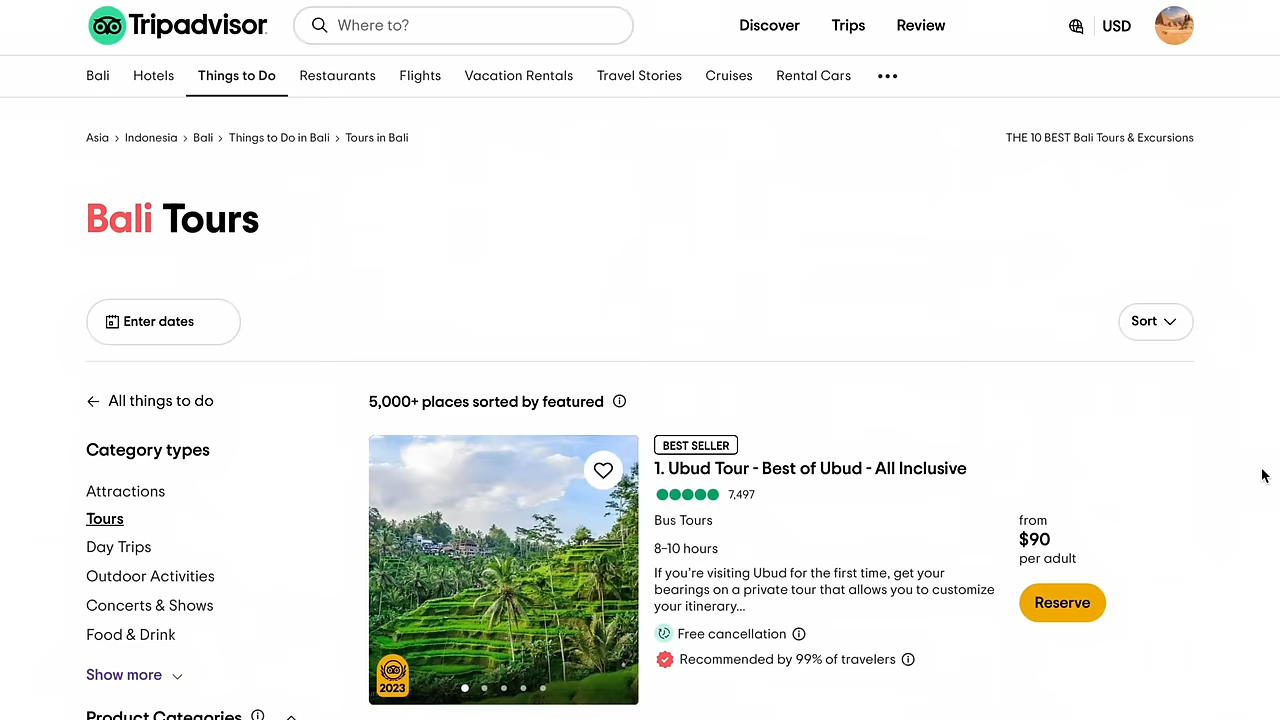 Tripadvisor
Where to?
Discover
Trips
Review
USD
Bali
Hotels
Things to Do
Restaurants
Flights
Vacation Rentals
Travel Stories
Cruises
Rental Cars
Asia › Indonesia › Bali › Things to Do in Bali › Tours in Bali
THE 10 BEST Bali Tours & Excursions
Bali Tours
Enter dates
Sort
All things to do
Category types
Attractions
Tours
Day Trips
Outdoor Activities
Concerts & Shows
Food & Drink
Show more
Product Categories
5,000+ places sorted by featured
2023
BEST SELLER
1. Ubud Tour - Best of Ubud - All Inclusive
7,497
Bus Tours
8-10 hours
If you're visiting Ubud for the first time, get your
bearings on a private tour that allows you to customize
your itinerary...
Free cancellation
Recommended by 99% of travelers
from
$90
per adult
Reserve